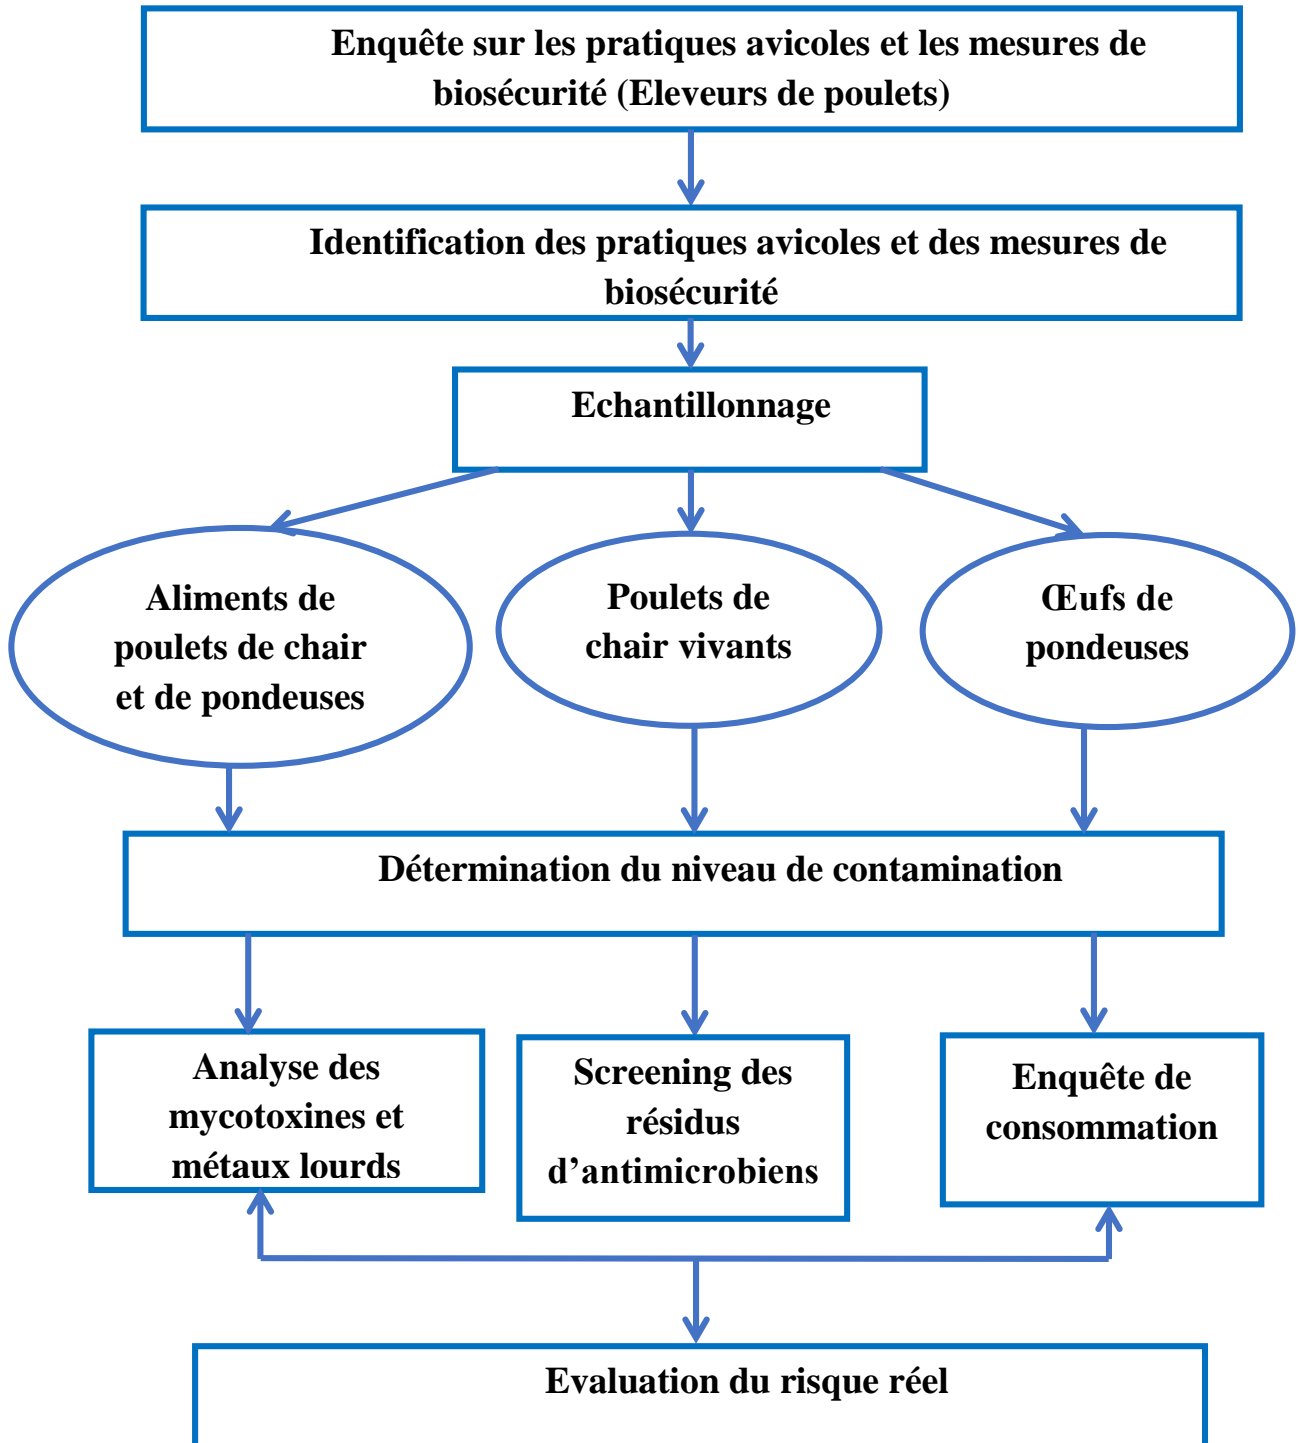 Enquête sur les pratiques avicoles et les mesures de
biosécurité (Eleveurs de poulets)
Identification des pratiques avicoles et des mesures de
biosécurité
Echantillonnage
Aliments de
poulets de chair
et de pondeuses
Poulets de
chair vivants
Œufs de
pondeuses
Détermination du niveau de contamination
Analyse des
mycotoxines et
métaux lourds
Screening des
résidus
d’antimicrobiens
Enquête de
consommation
Evaluation du risque réel